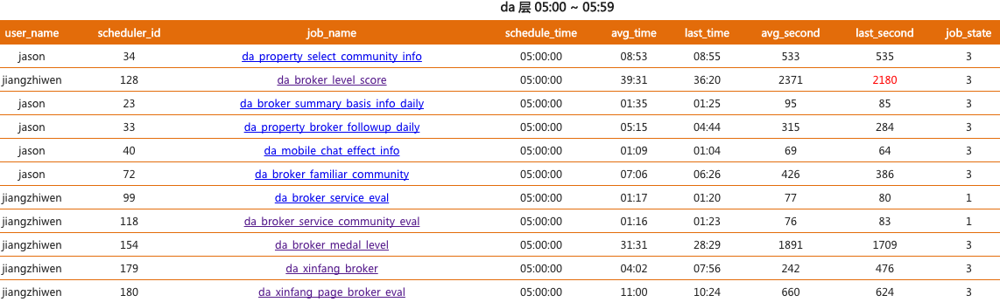 da 层 05:00 ~ 05:59
user_name scheduler_id job_name schedule_time avg_time last_time avg_second last_second job_state
jason 34 da_property_select_community_info 05:00:00 08:53 08:55 533 535 3
jiangzhiwen 128 da_broker_level_score 05:00:00 39:31 36:20 2371 2180 3
jason 23 da_broker_summary_basis_info_daily 05:00:00 01:35 01:25 95 85 3
jason 33 da_property_broker_followup_daily 05:00:00 05:15 04:44 315 284 3
jason 40 da_mobile_chat_effect_info 05:00:00 01:09 01:04 69 64 3
jason 72 da_broker_familiar_community 05:00:00 07:06 06:26 426 386 3
jiangzhiwen 99 da_broker_service_eval 05:00:00 01:17 01:20 77 80 1
jiangzhiwen 118 da_broker_service_community_eval 05:00:00 01:16 01:23 76 83 1
jiangzhiwen 154 da_broker_medal_level 05:00:00 31:31 28:29 1891 1709 3
jiangzhiwen 179 da_xinfang_broker 05:00:00 04:02 07:56 242 476 3
jiangzhiwen 180 da_xinfang_page_broker_eval 05:00:00 11:00 10:24 660 624 3